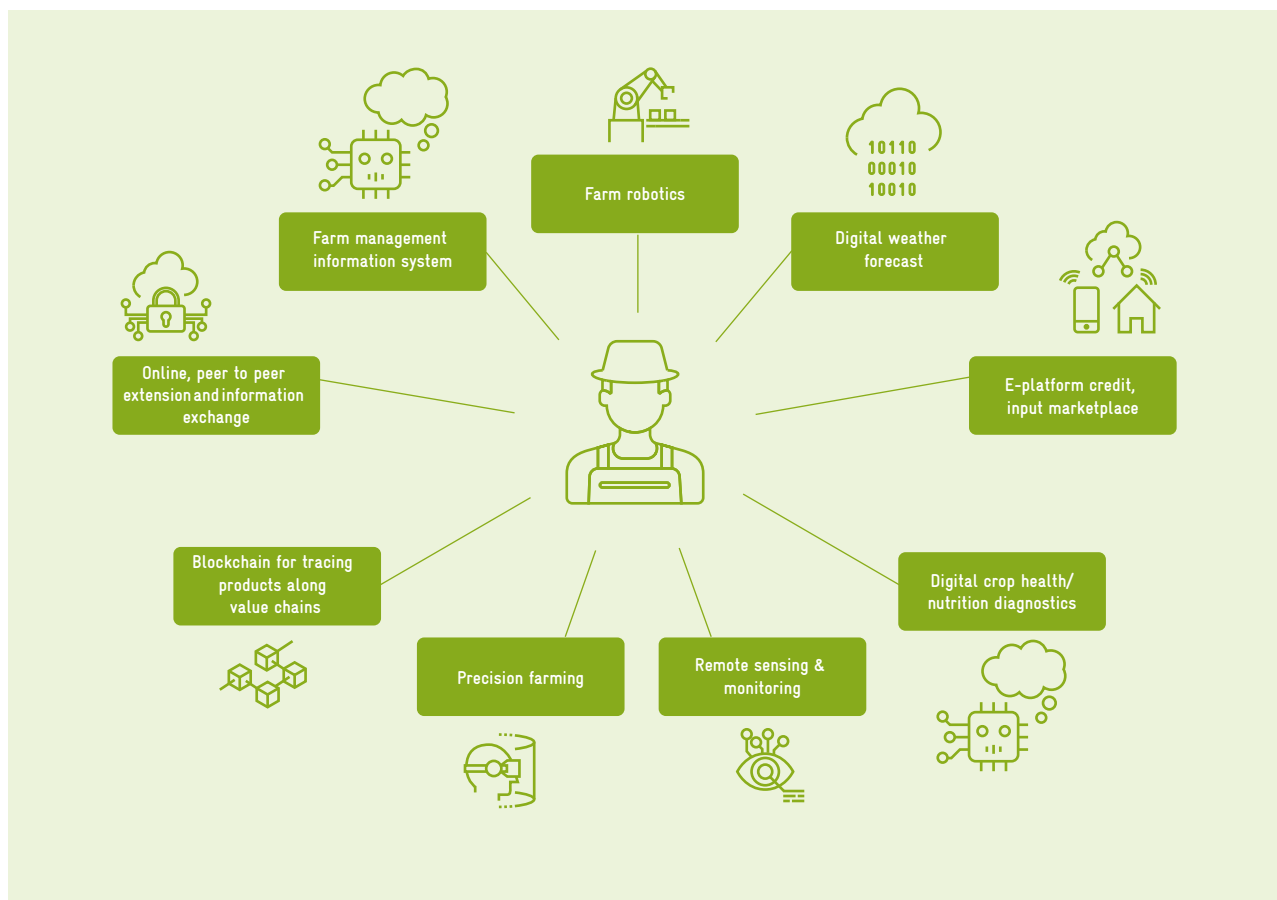 Farm robotics
10110
00010
10010
Farm management
information system
Digital weather
forecast
Online, peer to peer
extension and information
exchange
E-platform credit,
input marketplace
Blockchain for tracing
products along
value chains
Digital crop health/
nutrition diagnostics
Precision farming
Remote sensing &
monitoring